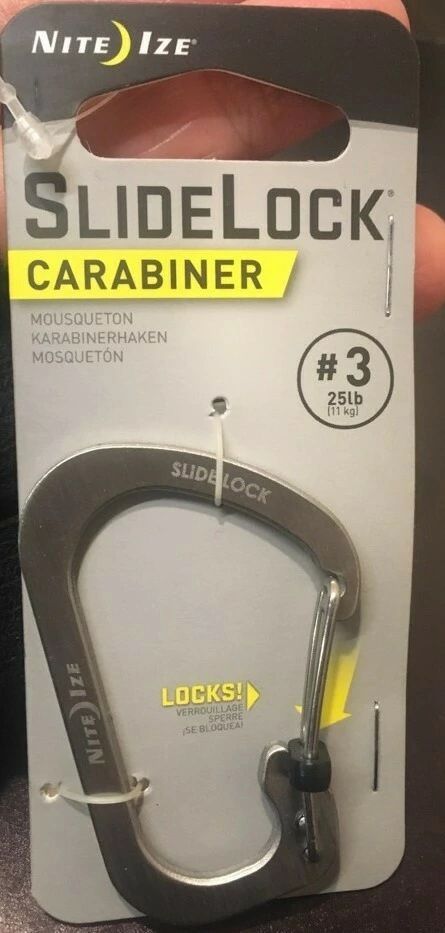 NITE IZE®
SLIDELOCK®
CARABINER
MOUSQUETON
KARABINERHAKEN
MOSQUETÓN
#3
25lb
(11 kg)
SLIDELOCK
NITE IZE
LOCKS!
VERROUILLAGE
SPERRE
¡SE BLOQUEA!